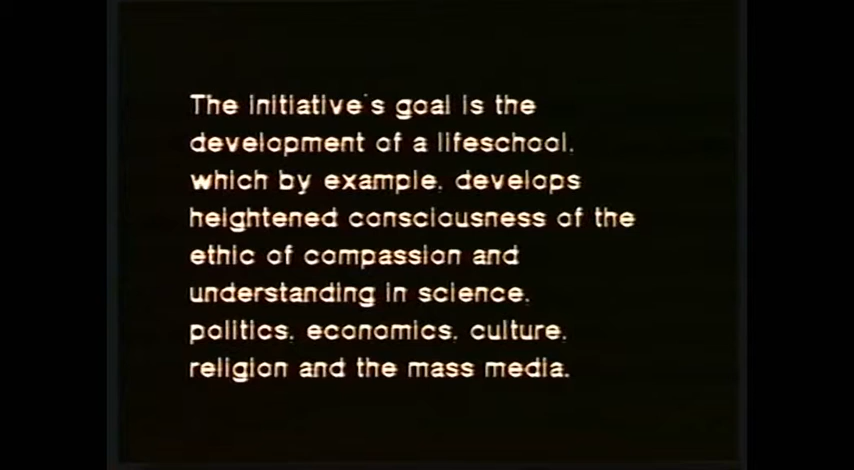 The initiative's goal is the
development of a lifeschool,
which by example, develops
heightened consciousness of the
ethic of compassion and
understanding in science,
politics, economics, culture,
religion and the mass media.